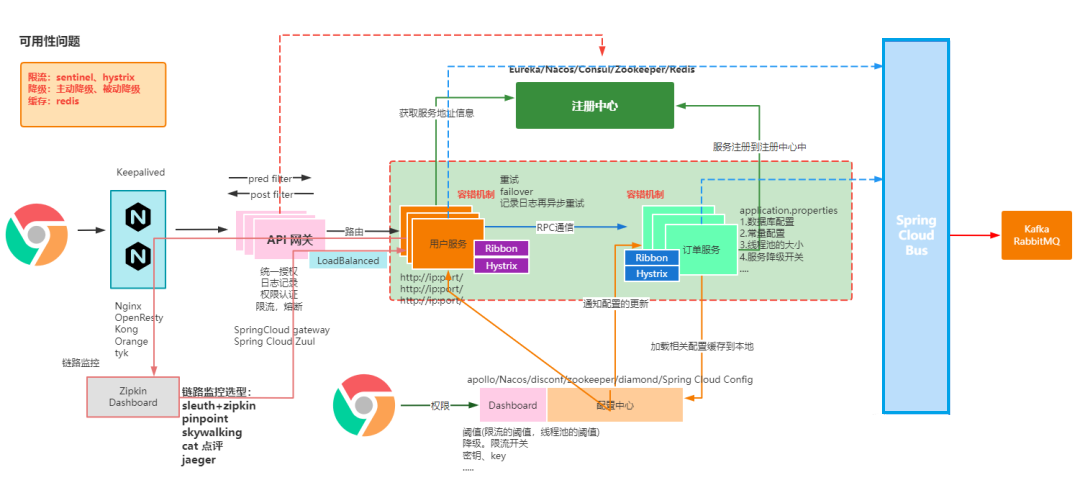 可用性问题
限流：sentinel、hystrix
降级：主动降级、被动降级
缓存：redis
Keepalived
N
N
Nginx
OpenResty
Kong
Orange
tyk
链路监控
Zipkin
Dashboard
链路监控选型：
sleuth+zipkin
pinpoint
skywalking
cat 点评
jaeger
pred filter
post filter
API 网关
统一授权
日志记录
权限认证
限流，熔断
SpringCloud gateway
Spring Cloud Zuul
路由
LoadBalanced
Eureka/Nacos/Consul/Zookeeper/Redis
注册中心
获取服务地址信息
服务注册到注册中心中
容错机制
重试
failover
记录日志再异步重试
用户服务
Ribbon
Hystrix
http://ip:port/
http://ip:port/
http://ip:port/
RPC通信
容错机制
订单服务
Ribbon
Hystrix
application.properties
1.数据库配置
2.常量配置
3.线程池的大小
4.服务降级开关
....
通知配置的更新
加载相关配置缓存到本地
apollo/Nacos/disconf/zookeeper/diamond/Spring Cloud Config
权限
Dashboard
配置中心
阈值(限流的阈值，线程池的阈值)
降级。限流开关
密钥、key
.....
Spring
Cloud
Bus
Kafka
RabbitMQ